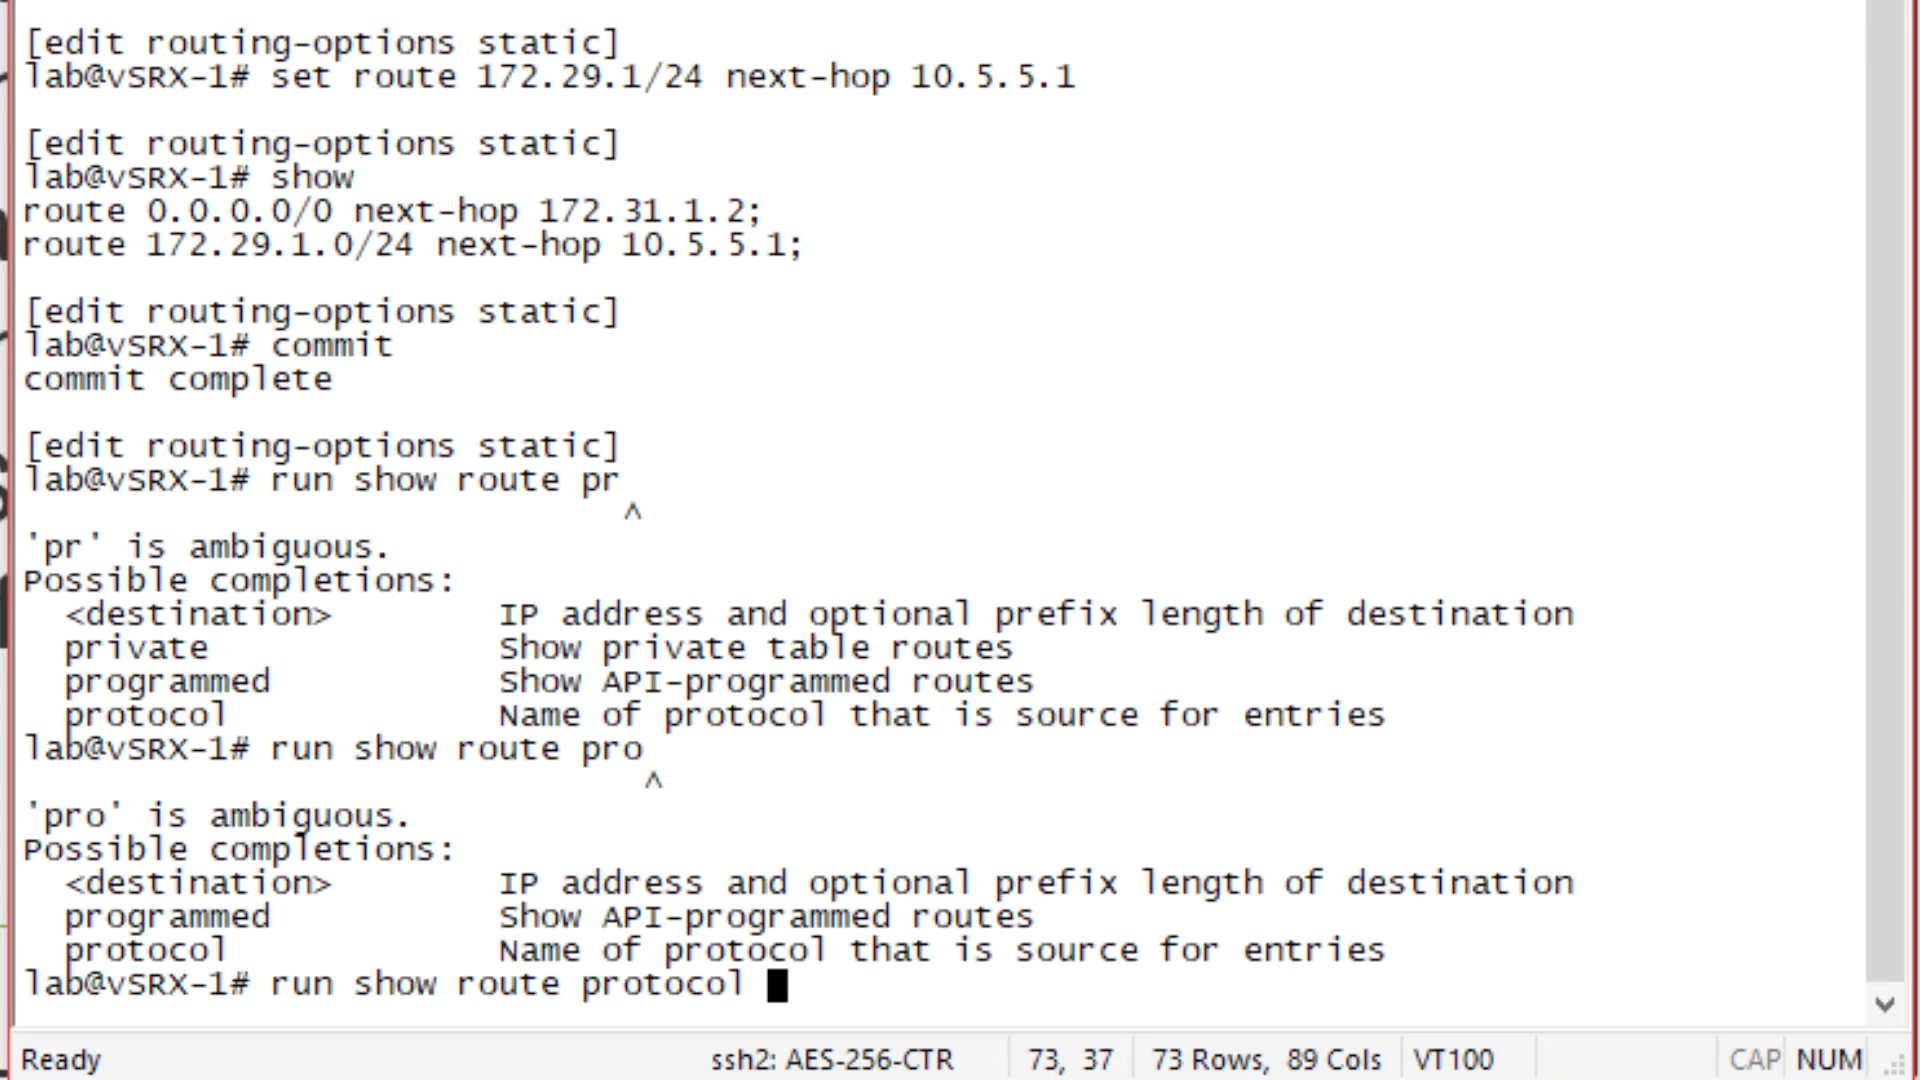 [edit routing-options static]
lab@vSRX-1# set route 172.29.1/24 next-hop 10.5.5.1
[edit routing-options static]
lab@vSRX-1# show
route 0.0.0.0/0 next-hop 172.31.1.2;
route 172.29.1.0/24 next-hop 10.5.5.1;
[edit routing-options static]
lab@vSRX-1# commit
commit complete
[edit routing-options static]
lab@vSRX-1# run show route pr
^
'pr' is ambiguous.
Possible completions:
<destination> IP address and optional prefix length of destination
private Show private table routes
programmed Show API-programmed routes
protocol Name of protocol that is source for entries
lab@vSRX-1# run show route pro
^
'pro' is ambiguous.
Possible completions:
<destination> IP address and optional prefix length of destination
programmed Show API-programmed routes
protocol Name of protocol that is source for entries
lab@vSRX-1# run show route protocol
Ready ssh2: AES-256-CTR 73, 37 73 Rows, 89 Cols VT100 CAP NUM